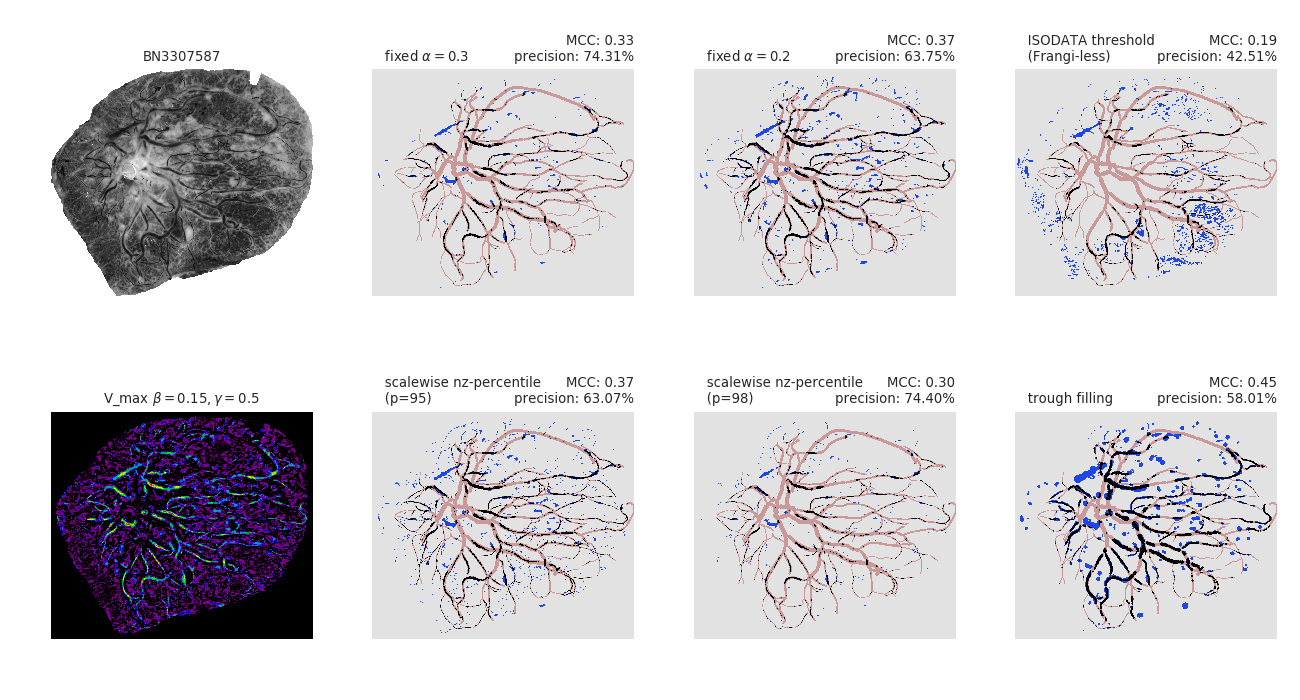 BN3307587
MCC: 0.33
fixed α = 0.3 precision: 74.31%
MCC: 0.37
fixed α = 0.2 precision: 63.75%
ISODATA threshold MCC: 0.19
(Frangi-less) precision: 42.51%
V_max β = 0.15, γ = 0.5
scalewise nz-percentile MCC: 0.37
(p=95) precision: 63.07%
scalewise nz-percentile MCC: 0.30
(p=98) precision: 74.40%
MCC: 0.45
trough filling precision: 58.01%